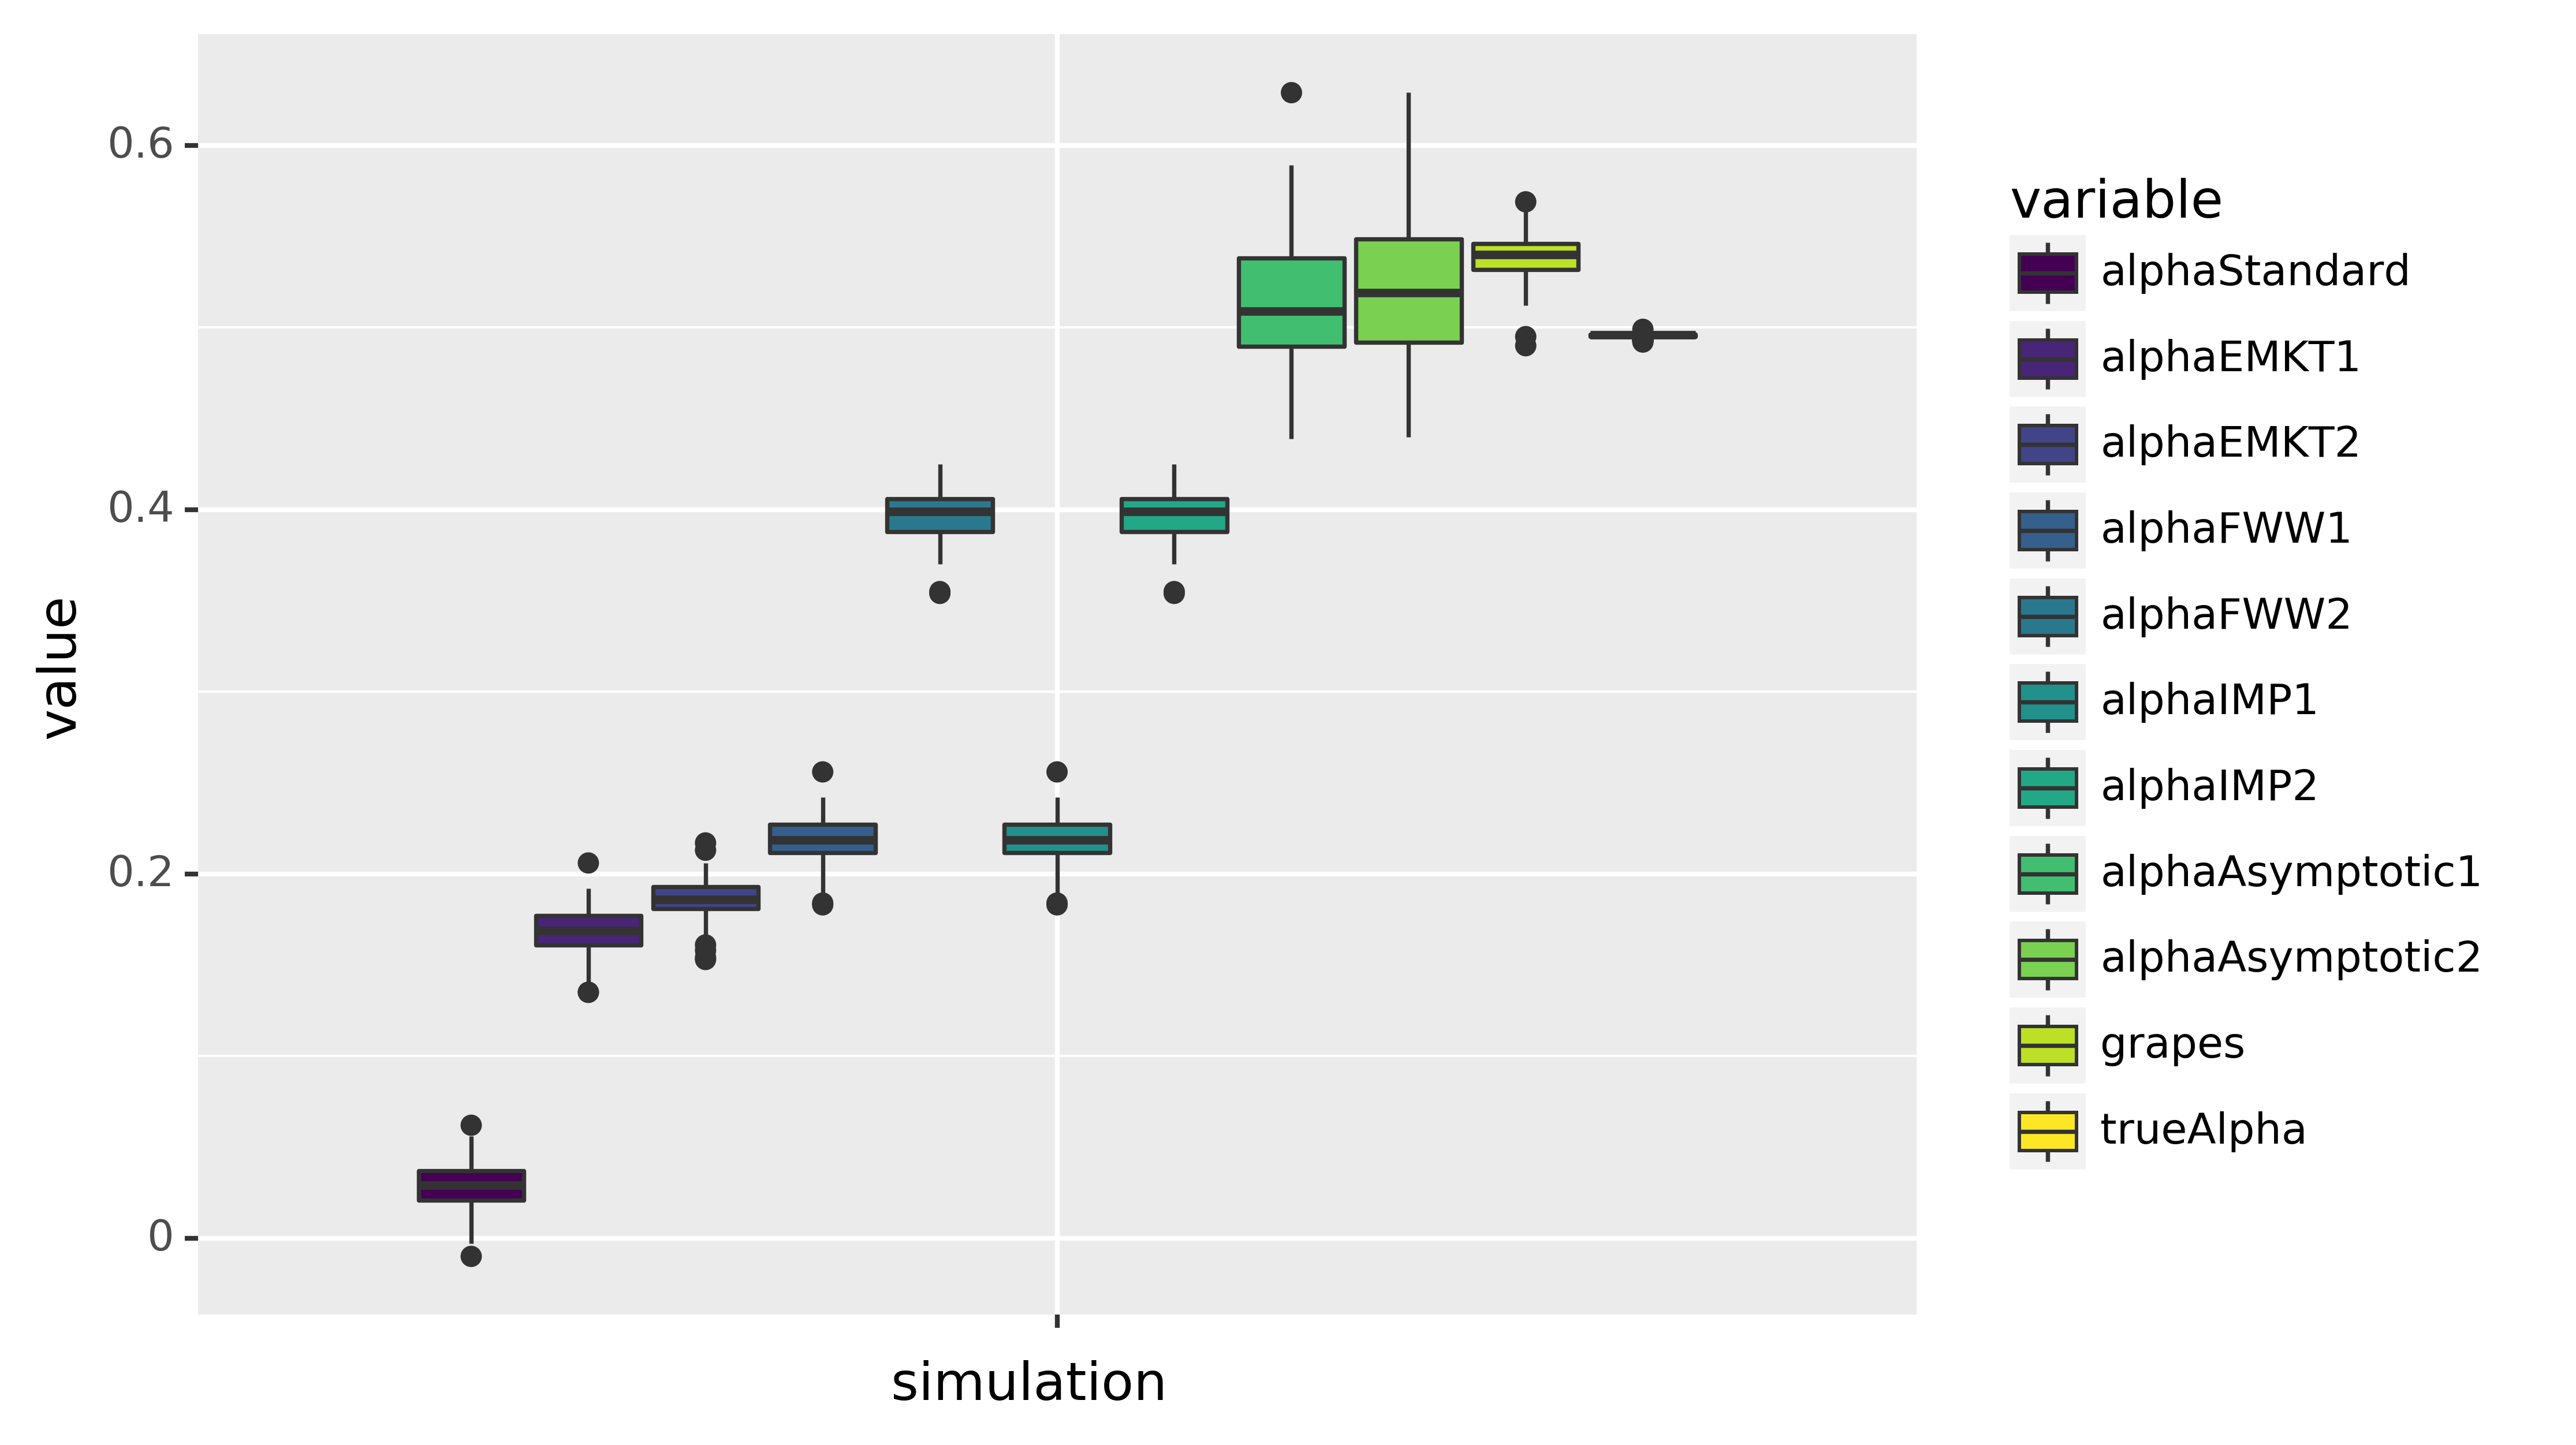 0.6
0.4
0.2
0
value
simulation
variable
alphaStandard
alphaEMKT1
alphaEMKT2
alphaFWW1
alphaFWW2
alphaIMP1
alphaIMP2
alphaAsymptotic1
alphaAsymptotic2
grapes
trueAlpha